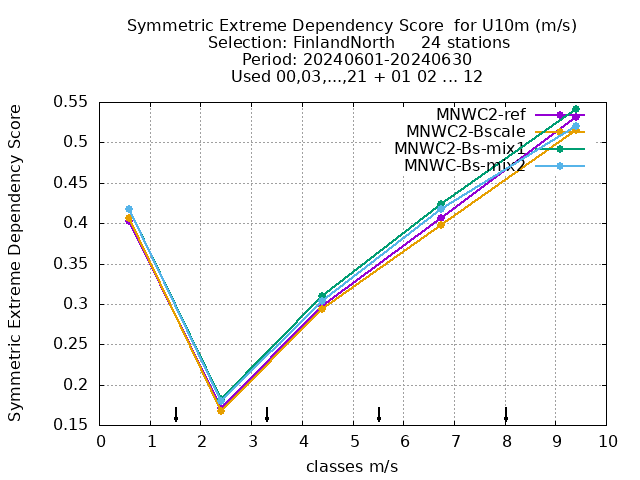 Symmetric Extreme Dependency Score  for U10m (m/s)
Selection: FinlandNorth     24 stations
Period: 20240601-20240630
Used 00,03,...,21 + 01 02 ... 12
Symmetric Extreme Dependency Score
0.55
0.5
0.45
0.4
0.35
0.3
0.25
0.2
0.15
MNWC2-ref
MNWC2-Bscale
MNWC2-Bs-mix1
MNWC-Bs-mix2
0 1 2 3 4 5 6 7 8 9 10
classes m/s